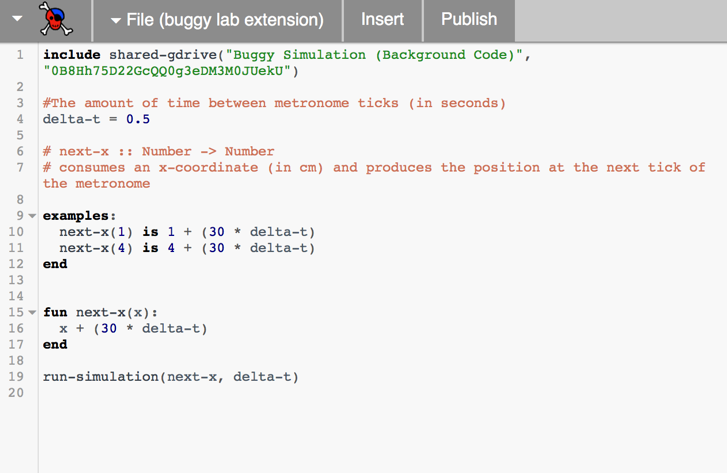 File (buggy lab extension) Insert Publish
1 include shared-gdrive("Buggy Simulation (Background Code)",
"0B8Hh75D22GcQQ0g3eDM3M0JUekU")
2
3 #The amount of time between metronome ticks (in seconds)
4 delta-t = 0.5
5
6 # next-x :: Number -> Number
7 # consumes an x-coordinate (in cm) and produces the position at the next tick of
the metronome
8
9 examples:
10 next-x(1) is 1 + (30 * delta-t)
11 next-x(4) is 4 + (30 * delta-t)
12 end
13
14
15 fun next-x(x):
16 x + (30 * delta-t)
17 end
18
19 run-simulation(next-x, delta-t)
20